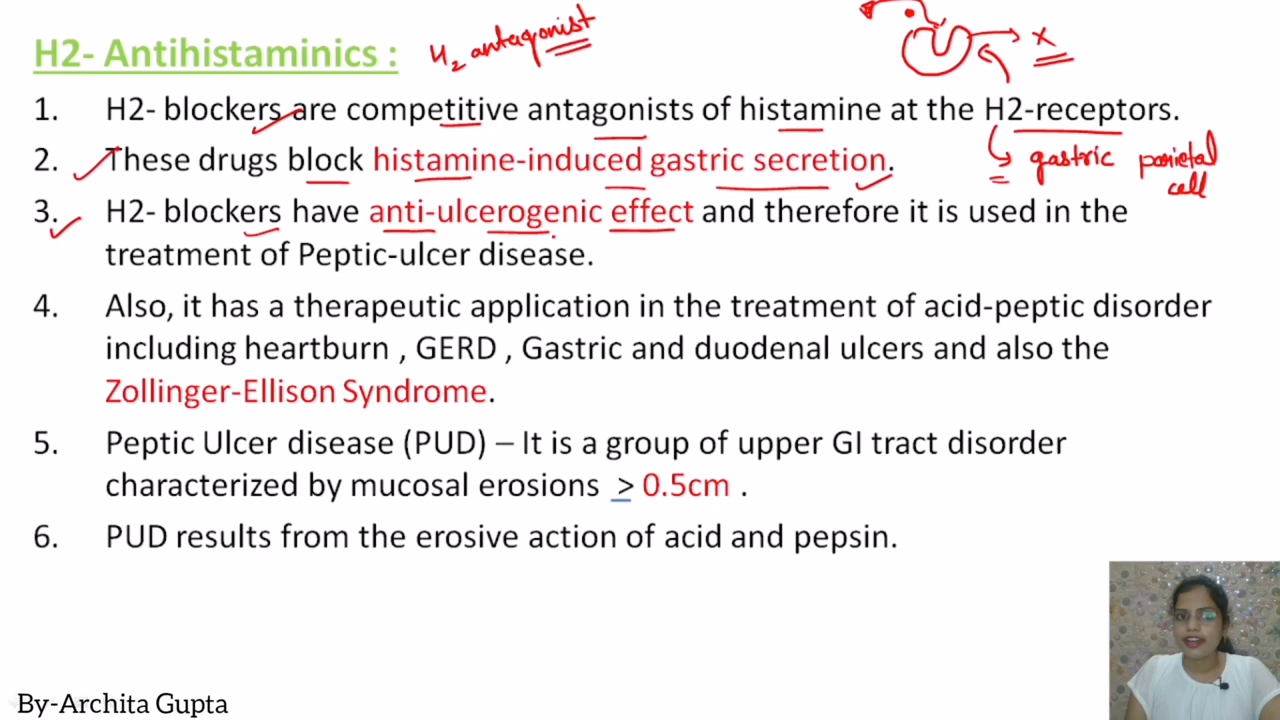 H2- Antihistaminics :
H2 antagonist
x
1. H2- blockers are competitive antagonists of histamine at the H2-receptors.
gastric parietal
cell
2. These drugs block histamine-induced gastric secretion.
3. H2- blockers have anti-ulcerogenic effect and therefore it is used in the
treatment of Peptic-ulcer disease.
4. Also, it has a therapeutic application in the treatment of acid-peptic disorder
including heartburn , GERD , Gastric and duodenal ulcers and also the
Zollinger-Ellison Syndrome.
5. Peptic Ulcer disease (PUD) – It is a group of upper GI tract disorder
characterized by mucosal erosions > 0.5cm .
6. PUD results from the erosive action of acid and pepsin.
By-Archita Gupta